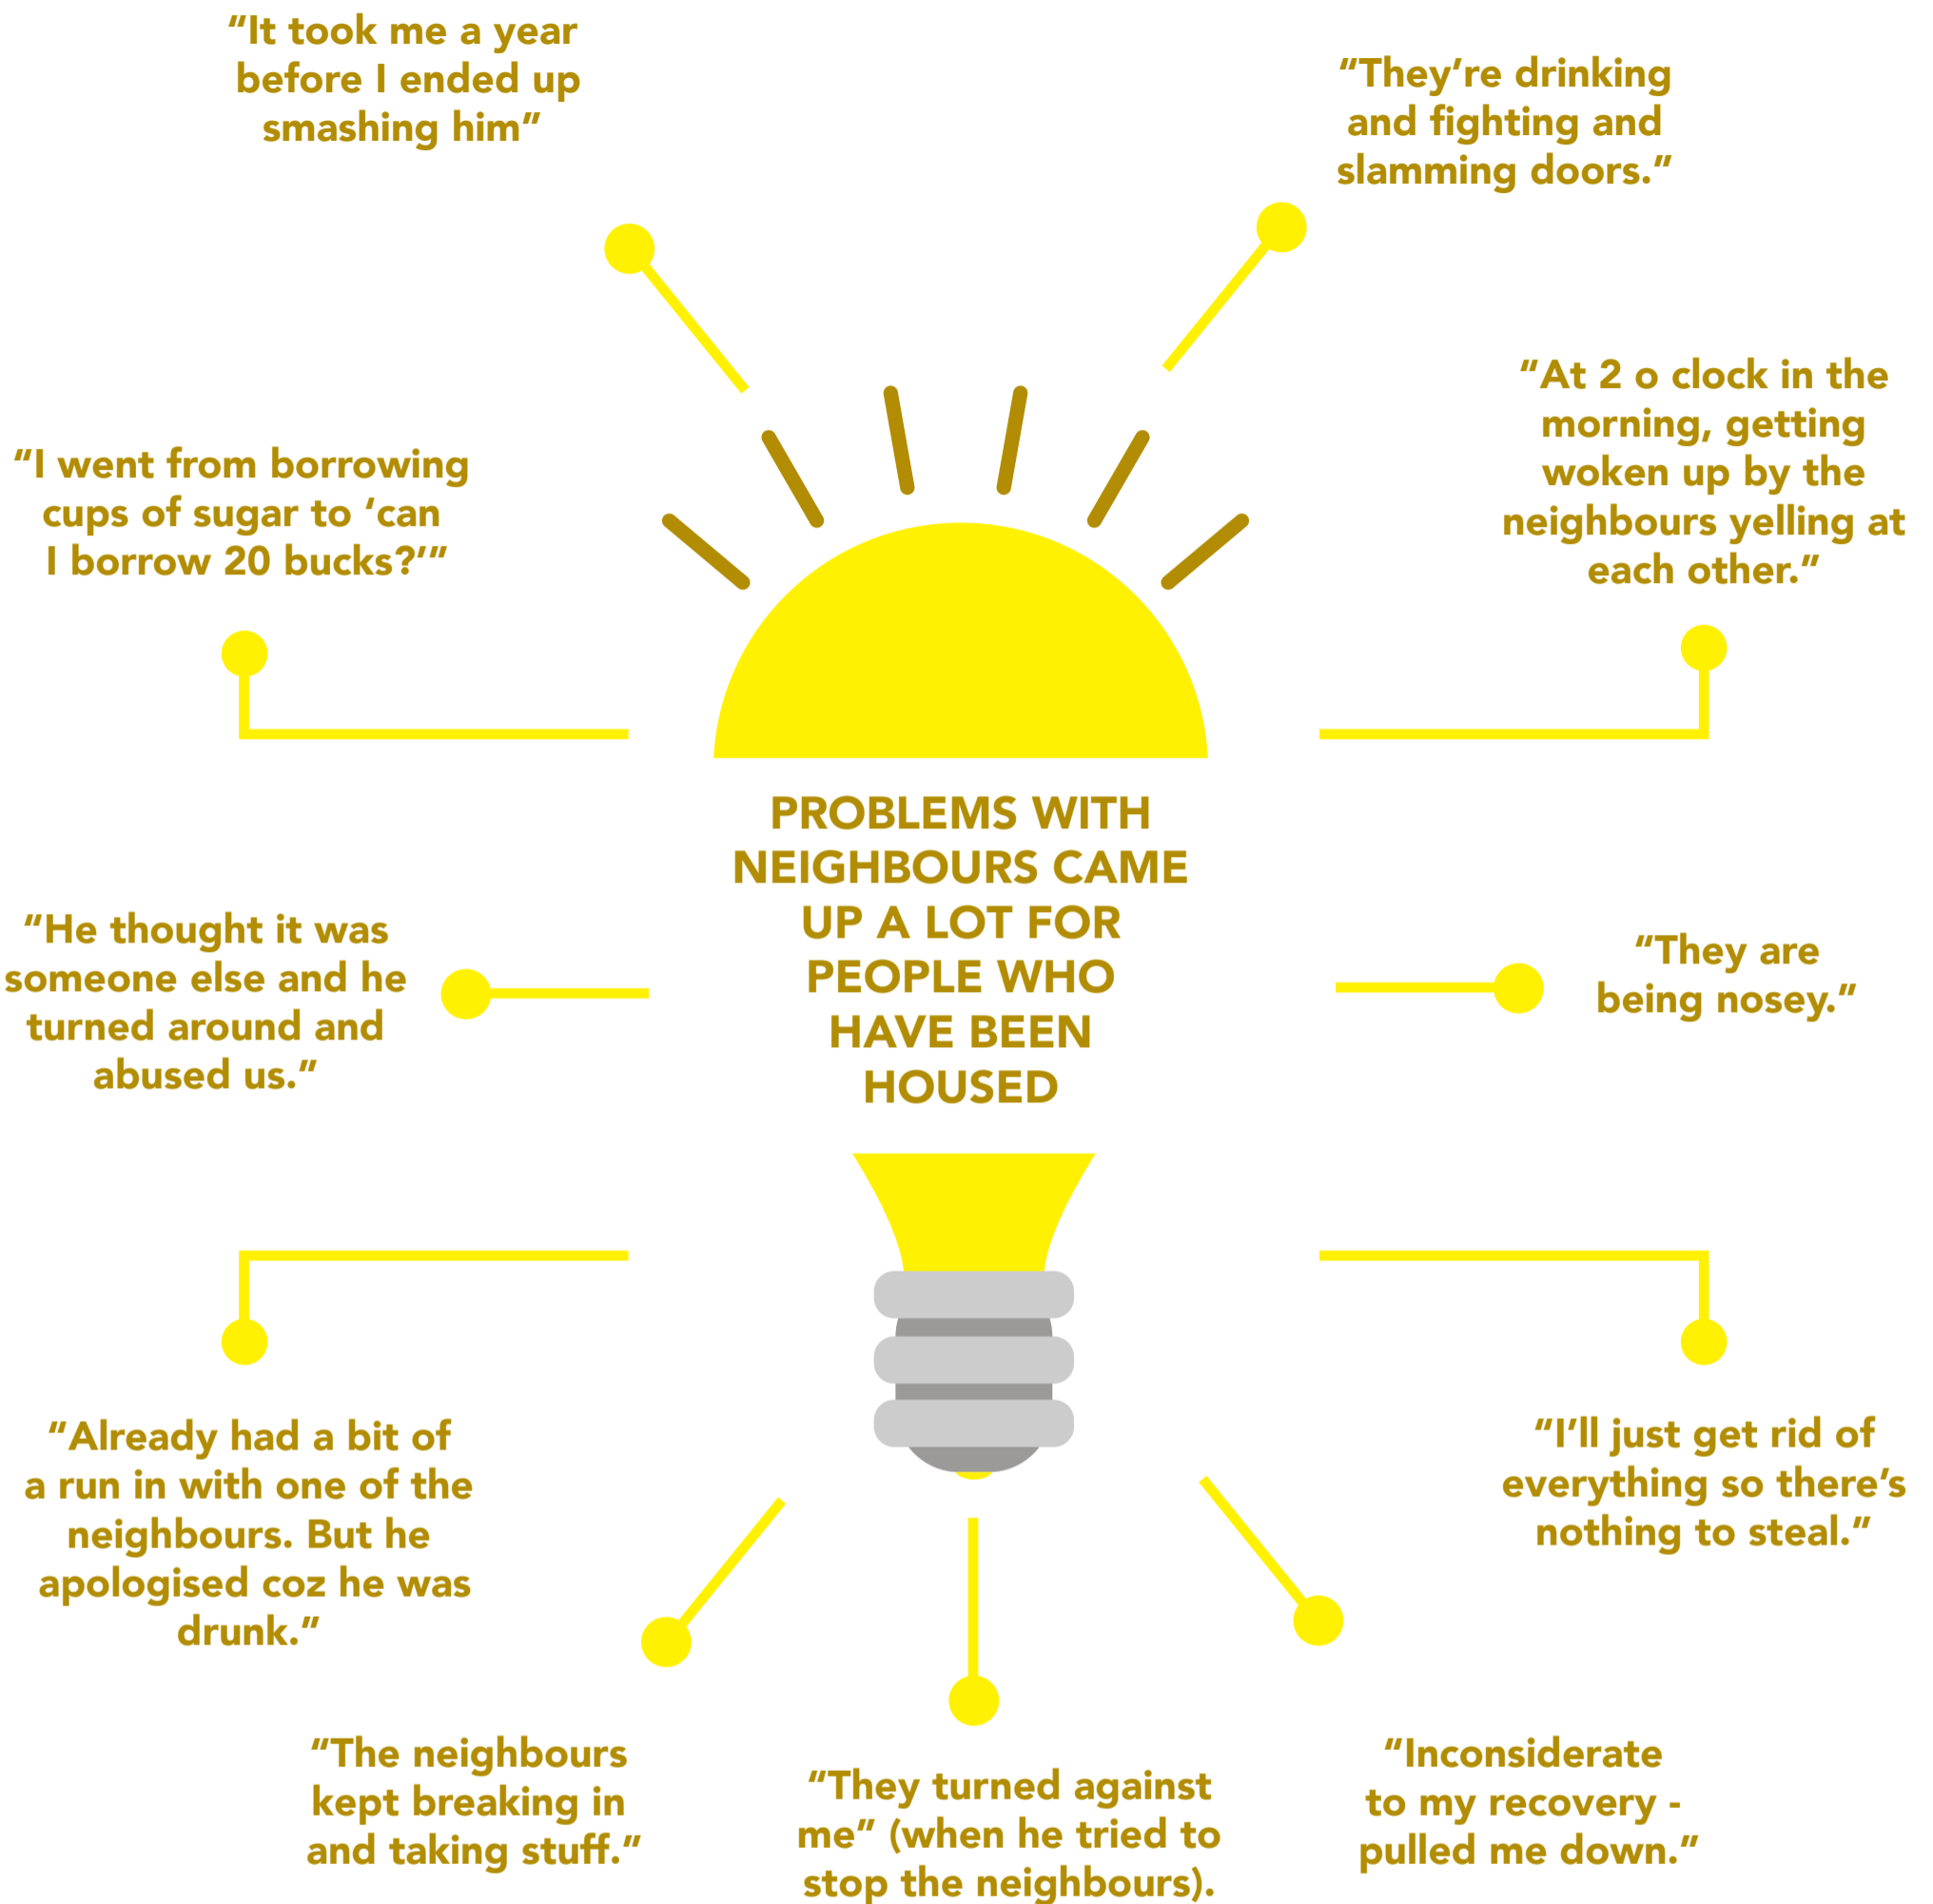 “It took me a year
before I ended up
smashing him”
“They’re drinking
and fighting and
slamming doors.”
“I went from borrowing
cups of sugar to ‘can
I borrow 20 bucks?’”
“At 2 o clock in the
morning, getting
woken up by the
neighbours yelling at
each other.“
PROBLEMS WITH
NEIGHBOURS CAME
UP A LOT FOR
PEOPLE WHO
HAVE BEEN
HOUSED
“He thought it was
someone else and he
turned around and
abused us.”
“They are
being nosey.”
“Already had a bit of
a run in with one of the
neighbours. But he
apologised coz he was
drunk.”
“I‘ll just get rid of
everything so there’s
nothing to steal.”
“The neighbours
kept breaking in
and taking stuff.”
“They turned against
me” (when he tried to
stop the neighbours).
“Inconsiderate
to my recovery -
pulled me down.”